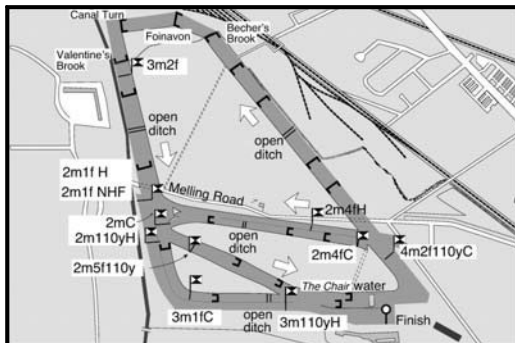 Canal Turn
Foinavon
Becher's
Brook
Valentine's
Brook
3m2f
open
ditch
open
ditch
2m1f H
2m1f NHF
Melling Road
2mC
2m110yH
2m4fH
open
ditch
2m5f110y
2m4fC
4m2f110yC
The Chair water
3m1fC
open
ditch
3m110yH
Finish